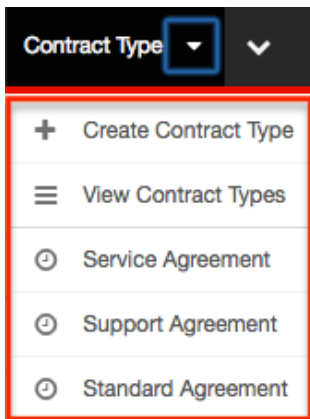 Contract Type
Create Contract Type
View Contract Types
Service Agreement
Support Agreement
Standard Agreement